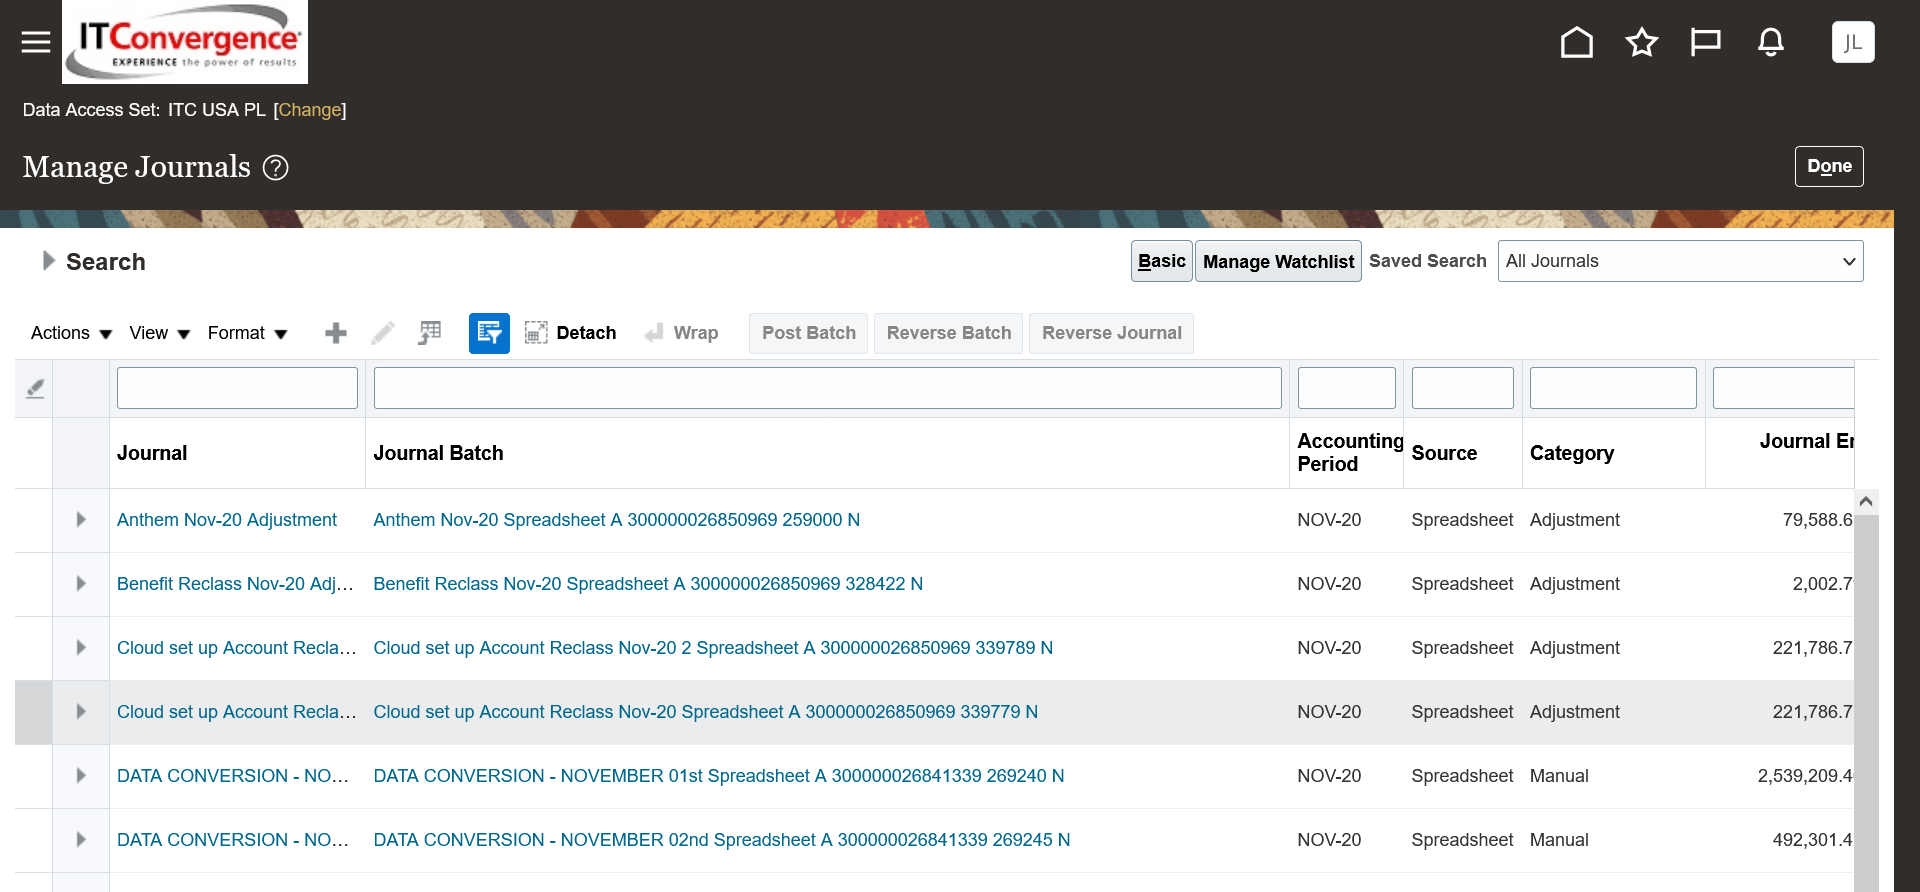 ITConvergence
EXPERIENCE the power of results
JL
Data Access Set: ITC USA PL [Change]
Manage Journals ?
Done
Search
Basic Manage Watchlist Saved Search All Journals
Actions View Format Detach Wrap Post Batch Reverse Batch Reverse Journal
Journal Journal Batch Accounting Period Source Category Journal Er
Anthem Nov-20 Adjustment Anthem Nov-20 Spreadsheet A 300000026850969 259000 N NOV-20 Spreadsheet Adjustment 79,588.6
Benefit Reclass Nov-20 Adj... Benefit Reclass Nov-20 Spreadsheet A 300000026850969 328422 N NOV-20 Spreadsheet Adjustment 2,002.7
Cloud set up Account Recla... Cloud set up Account Reclass Nov-20 2 Spreadsheet A 300000026850969 339789 N NOV-20 Spreadsheet Adjustment 221,786.7
Cloud set up Account Recla... Cloud set up Account Reclass Nov-20 Spreadsheet A 300000026850969 339779 N NOV-20 Spreadsheet Adjustment 221,786.7
DATA CONVERSION - NO... DATA CONVERSION - NOVEMBER 01st Spreadsheet A 300000026841339 269240 N NOV-20 Spreadsheet Manual 2,539,209.4
DATA CONVERSION - NO... DATA CONVERSION - NOVEMBER 02nd Spreadsheet A 300000026841339 269245 N NOV-20 Spreadsheet Manual 492,301.4